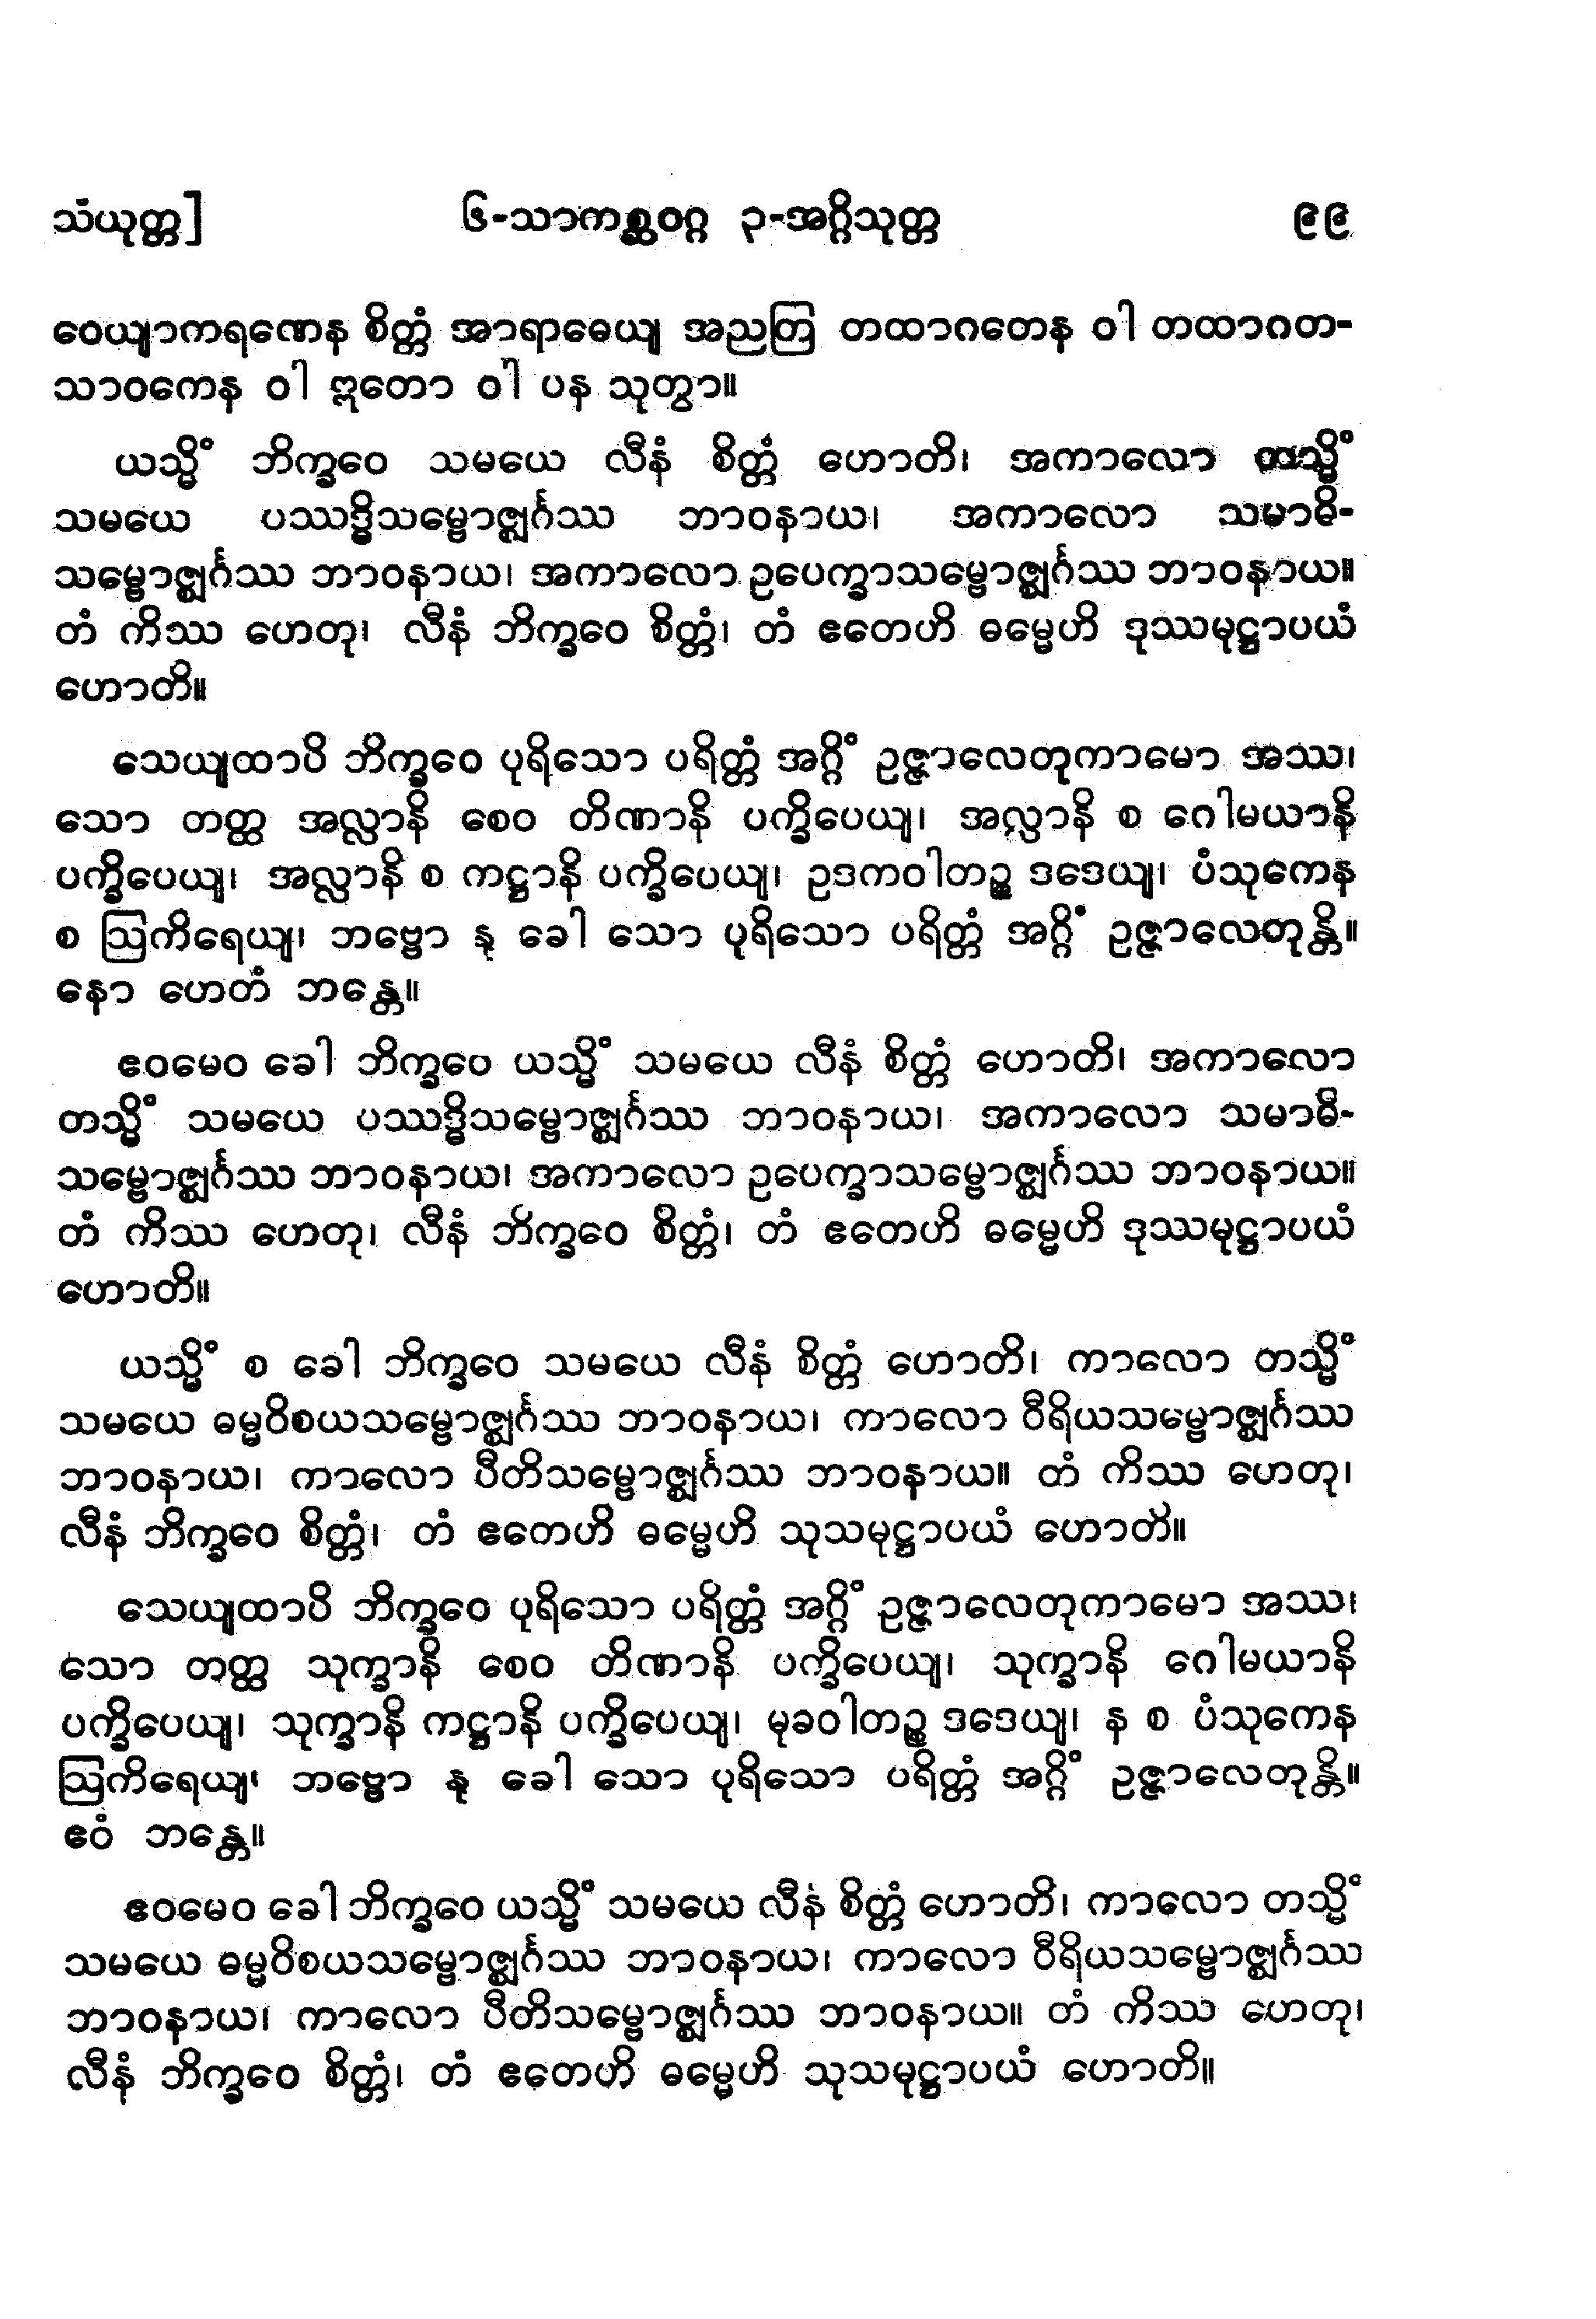 သံယုတ္တ] ၆-သာကစ္ဆဝဂ္ဂ ၃-အဂ္ဂိသုတ္တ ၉၉
ဝေယျာကရဏေန စိတ္တံ အာရာဓေယျ အညတြ တထာဂတေန ဝါ တထာဂတ-
သာဝကေန ဝါ ဣတော ဝါ ပန သုတွာ။
ယသ္မိံ ဘိက္ခဝေ သမယေ လီနံ စိတ္တံ ဟောတိ၊ အကာလော တသ္မိံ
သမယေ ပဿဒ္ဓိသမ္ဗောဇ္ဈင်္ဂဿ ဘာဝနာယ၊ အကာလော သမာဓိ-
သမ္ဗောဇ္ဈင်္ဂဿ ဘာဝနာယ၊ အကာလော ဥပေက္ခာသမ္ဗောဇ္ဈင်္ဂဿ ဘာဝနာယ။
တံ ကိဿ ဟေတု၊ လီနံ ဘိက္ခဝေ စိတ္တံ၊ တံ ဧတေဟိ ဓမ္မေဟိ ဒုဿမုဋ္ဌာပယံ
ဟောတိ။
သေယျထာပိ ဘိက္ခဝေ ပုရိသော ပရိတ္တံ အဂ္ဂိံ ဥဇ္ဇာလေတုကာမော အဿ၊
သော တတ္ထ အလ္လာနိ စေဝ တိဏာနိ ပက္ခိပေယျ၊ အလ္လာနိ စ ဂေါမယာနိ
ပက္ခိပေယျ၊ အလ္လာနိ စ ကဋ္ဌာနိ ပက္ခိပေယျ၊ ဥဒကဝါတဉ္စ ဒဒေယျ၊ ပံသုကေန
စ ဩကိရေယျ၊ ဘဗ္ဗော နု ခေါ သော ပုရိသော ပရိတ္တံ အဂ္ဂိံ ဥဇ္ဇာလေတုန္တိ။
နော ဟေတံ ဘန္တေ။
ဧဝမေဝ ခေါ ဘိက္ခဝေ ယသ္မိံ သမယေ လီနံ စိတ္တံ ဟောတိ၊ အကာလော
တသ္မိံ သမယေ ပဿဒ္ဓိသမ္ဗောဇ္ဈင်္ဂဿ ဘာဝနာယ၊ အကာလော သမာဓိ-
သမ္ဗောဇ္ဈင်္ဂဿ ဘာဝနာယ၊ အကာလော ဥပေက္ခာသမ္ဗောဇ္ဈင်္ဂဿ ဘာဝနာယ။
တံ ကိဿ ဟေတု၊ လီနံ ဘိက္ခဝေ စိတ္တံ၊ တံ ဧတေဟိ ဓမ္မေဟိ ဒုဿမုဋ္ဌာပယံ
ဟောတိ။
ယသ္မိံ စ ခေါ ဘိက္ခဝေ သမယေ လီနံ စိတ္တံ ဟောတိ၊ ကာလော တသ္မိံ
သမယေ ဓမ္မဝိစယသမ္ဗောဇ္ဈင်္ဂဿ ဘာဝနာယ၊ ကာလော ဝီရိယသမ္ဗောဇ္ဈင်္ဂဿ
ဘာဝနာယ၊ ကာလော ပီတိသမ္ဗောဇ္ဈင်္ဂဿ ဘာဝနာယ။ တံ ကိဿ ဟေတု၊
လီနံ ဘိက္ခဝေ စိတ္တံ၊ တံ ဧတေဟိ ဓမ္မေဟိ သုသမုဋ္ဌာပယံ ဟောတိ။
သေယျထာပိ ဘိက္ခဝေ ပုရိသော ပရိတ္တံ အဂ္ဂိံ ဥဇ္ဇာလေတုကာမော အဿ၊
သော တတ္ထ သုက္ခာနိ စေဝ တိဏာနိ ပက္ခိပေယျ၊ သုက္ခာနိ ဂေါမယာနိ
ပက္ခိပေယျ၊ သုက္ခာနိ ကဋ္ဌာနိ ပက္ခိပေယျ၊ မုခဝါတဉ္စ ဒဒေယျ၊ န စ ပံသုကေန
ဩကိရေယျ၊ ဘဗ္ဗော နု ခေါ သော ပုရိသော ပရိတ္တံ အဂ္ဂိံ ဥဇ္ဇာလေတုန္တိ။
ဧဝံ ဘန္တေ။
ဧဝမေဝ ခေါ ဘိက္ခဝေ ယသ္မိံ သမယေ လီနံ စိတ္တံ ဟောတိ၊ ကာလော တသ္မိံ
သမယေ ဓမ္မဝိစယသမ္ဗောဇ္ဈင်္ဂဿ ဘာဝနာယ၊ ကာလော ဝီရိယသမ္ဗောဇ္ဈင်္ဂဿ
ဘာဝနာယ၊ ကာလော ပီတိသမ္ဗောဇ္ဈင်္ဂဿ ဘာဝနာယ။ တံ ကိဿ ဟေတု၊
လီနံ ဘိက္ခဝေ စိတ္တံ၊ တံ ဧတေဟိ ဓမ္မေဟိ သုသမုဋ္ဌာပယံ ဟောတိ။